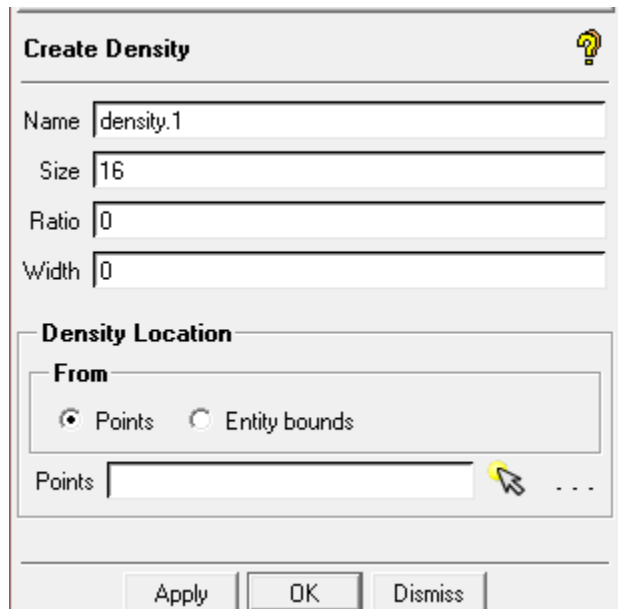 Create Density
Name density.1
Size 16
Ratio 0
Width 0
Density Location
From
Points Entity bounds
Points ...
Apply OK Dismiss